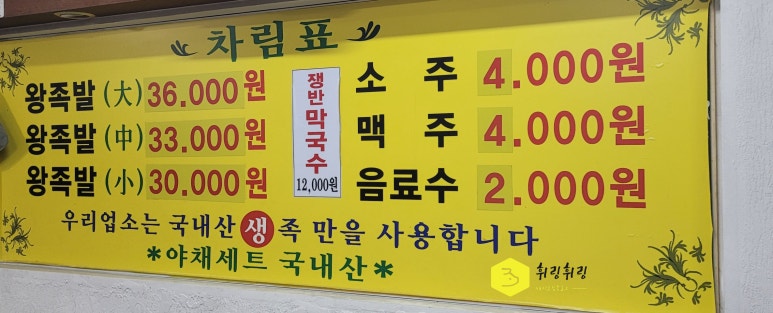 차림표
왕족발 (大) 36.000원
왕족발 (中) 33.000원
왕족발 (小) 30.000원
쟁반막국수
12,000원
소주 4.000원
맥주 4.000원
음료수 2.000원
우리업소는 국내산 생족 만을 사용합니다
*야채세트 국내산*
휘링휘링